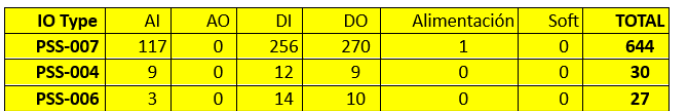 IO Type AI AO DI DO Alimentación Soft TOTAL
PSS-007 117 0 256 270 1 0 644
PSS-004 9 0 12 9 0 0 30
PSS-006 3 0 14 10 0 0 27